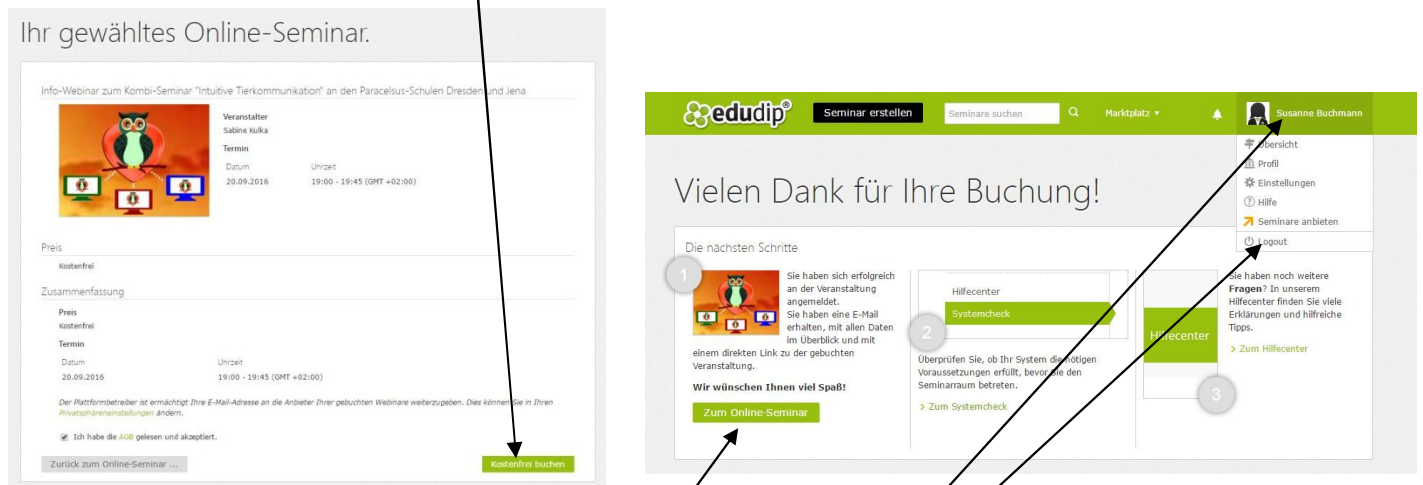 Ihr gewähltes Online-Seminar.
Info-Webinar zum Kombi-Seminar "Intuitive Tierkommunikation" an den Paracelsus-Schulen Dresden und Jena
Veranstalter
Sabine Kulka
Termin
Datum Uhrzeit
20.09.2016 19:00 - 19:45 (GMT +02:00)
Preis
Kostenfrei
Zusammenfassung
Preis
Kostenfrei
Termin
Datum Uhrzeit
20.09.2016 19:00 - 19:45 (GMT +02:00)
Der Plattformbetreiber ist ermächtigt Ihre E-Mail-Adresse an die Anbieter Ihrer gebuchten Webinare weiterzugeben. Dies können Sie in Ihren
Privatsphäreneinstellungen ändern.
Ich habe die AGB gelesen und akzeptiert.
Zurück zum Online-Seminar ... Kostenfrei buchen
edudip® Seminar erstellen Seminare suchen Marktplatz Susanne Buchmann
Übersicht
Profil
Einstellungen
Hilfe
Seminare anbieten
Logout
Vielen Dank für Ihre Buchung!
Die nächsten Schritte
1
Sie haben sich erfolgreich
an der Veranstaltung
angemeldet.
Sie haben eine E-Mail
erhalten, mit allen Daten
im Überblick und mit
einem direkten Link zu der gebuchten
Veranstaltung.
Wir wünschen Ihnen viel Spaß!
Zum Online-Seminar
Hilfecenter
Systemcheck
2
Überprüfen Sie, ob Ihr System die nötigen
Voraussetzungen erfüllt, bevor Sie den
Seminarraum betreten.
> Zum Systemcheck
Hilfecenter
3
Sie haben noch weitere
Fragen? In unserem
Hilfecenter finden Sie viele
Erklärungen und hilfreiche
Tipps.
> Zum Hilfecenter